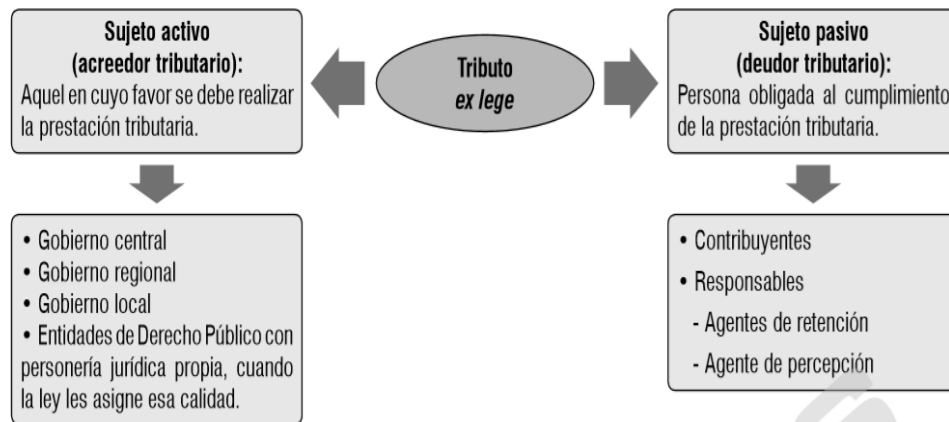 Sujeto activo
(acreedor tributario):
Aquel en cuyo favor se debe realizar
la prestación tributaria.
Tributo
ex lege
Sujeto pasivo
(deudor tributario):
Persona obligada al cumplimiento
de la prestación tributaria.
• Gobierno central
• Gobierno regional
• Gobierno local
• Entidades de Derecho Público con
personería jurídica propia, cuando
la ley les asigne esa calidad.
• Contribuyentes
• Responsables
- Agentes de retención
- Agente de percepción